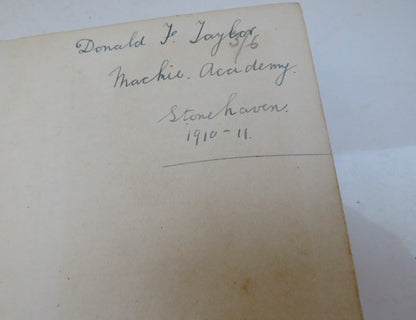 Donald F. Taylor
3/6
Mackie. Academy.
Stonehaven.
1910-11.